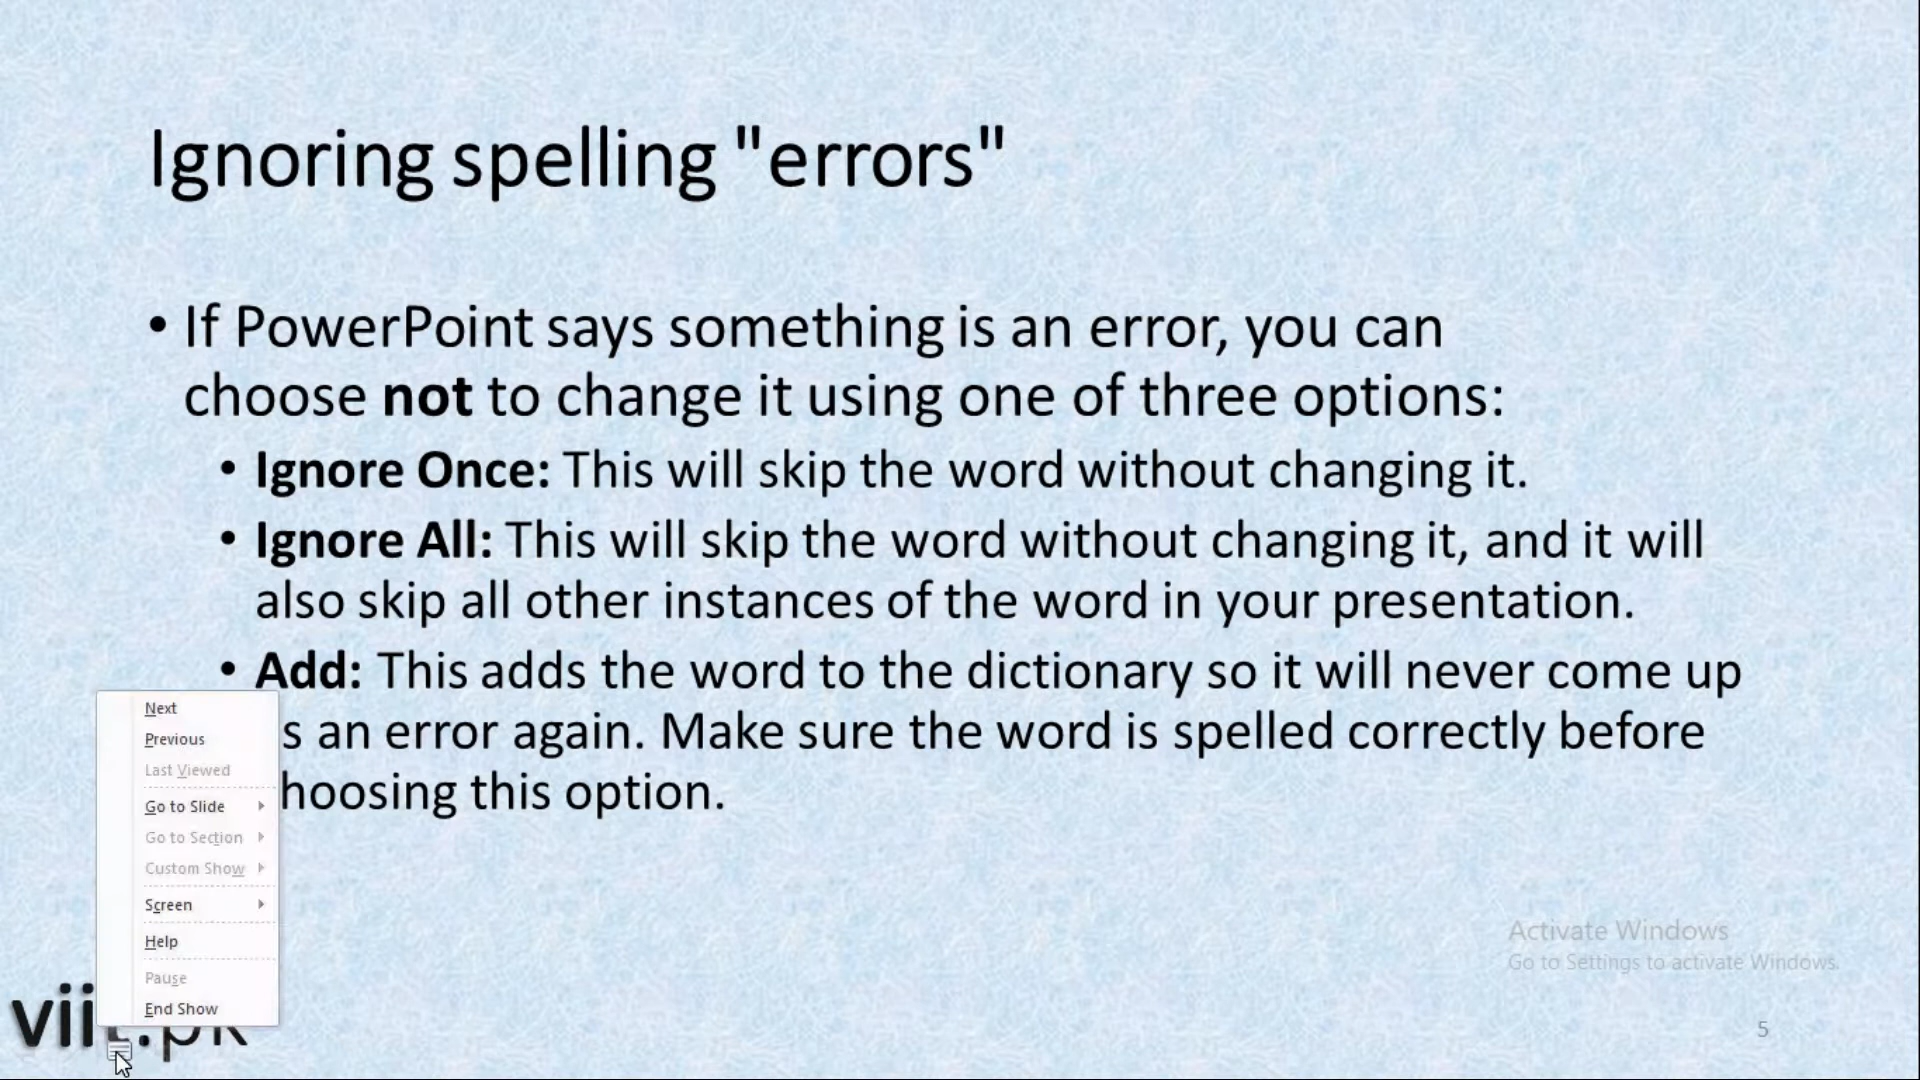 Ignoring spelling "errors"
• If PowerPoint says something is an error, you can
choose not to change it using one of three options:
• Ignore Once: This will skip the word without changing it.
• Ignore All: This will skip the word without changing it, and it will
also skip all other instances of the word in your presentation.
• Add: This adds the word to the dictionary so it will never come up
s an error again. Make sure the word is spelled correctly before
hoosing this option.
Next
Previous
Last Viewed
Go to Slide
Go to Section
Custom Show
Screen
Help
Pause
End Show
Activate Windows
Go to Settings to activate Windows.
viit.pk
5